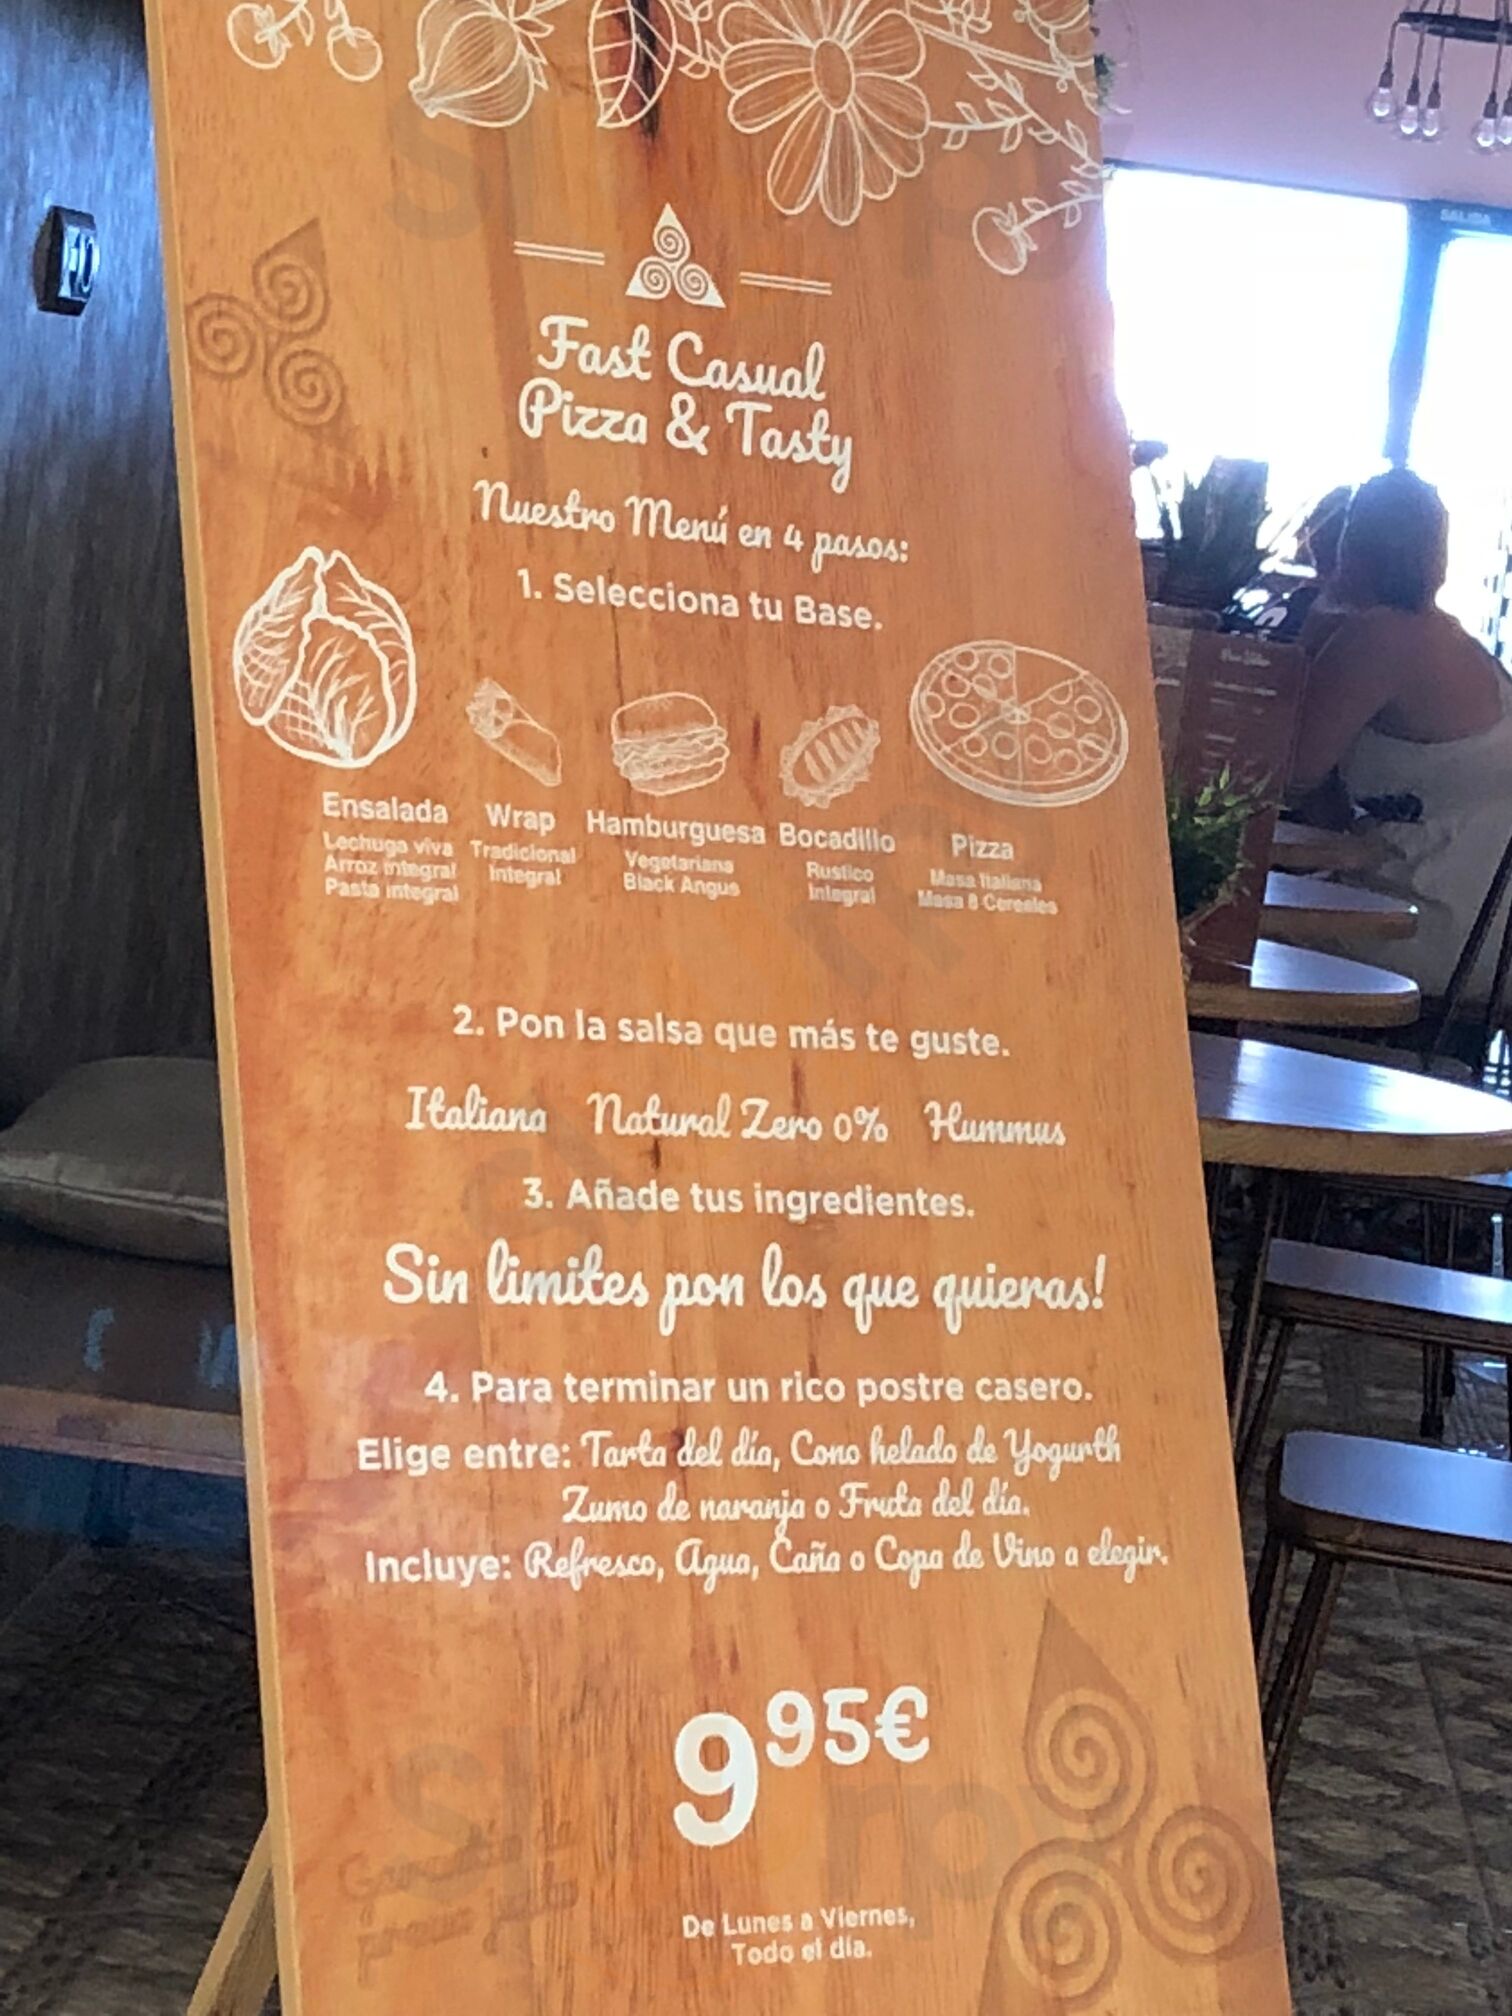 SALIDA
Fast Casual
Pizza & Tasty
Nuestro Menú en 4 pasos:
1. Selecciona tu Base.
Ensalada
Lechuga viva
Arroz integral
Pasta integral
Wrap
Tradicional
Integral
Hamburguesa
Vegetariana
Black Angus
Bocadillo
Rustico
Integral
Pizza
Masa Italiana
Masa 8 Cereales
2. Pon la salsa que más te guste.
Italiana Natural Zero 0% Hummus
3. Añade tus ingredientes.
Sin limites pon los que quieras!
4. Para terminar un rico postre casero.
Elige entre: Tarta del día, Cono helado de Yogurth
Zumo de naranja o Fruta del día.
Incluye: Refresco, Agua, Caña o Copa de Vino a elegir.
995€
De Lunes a Viernes,
Todo el día.